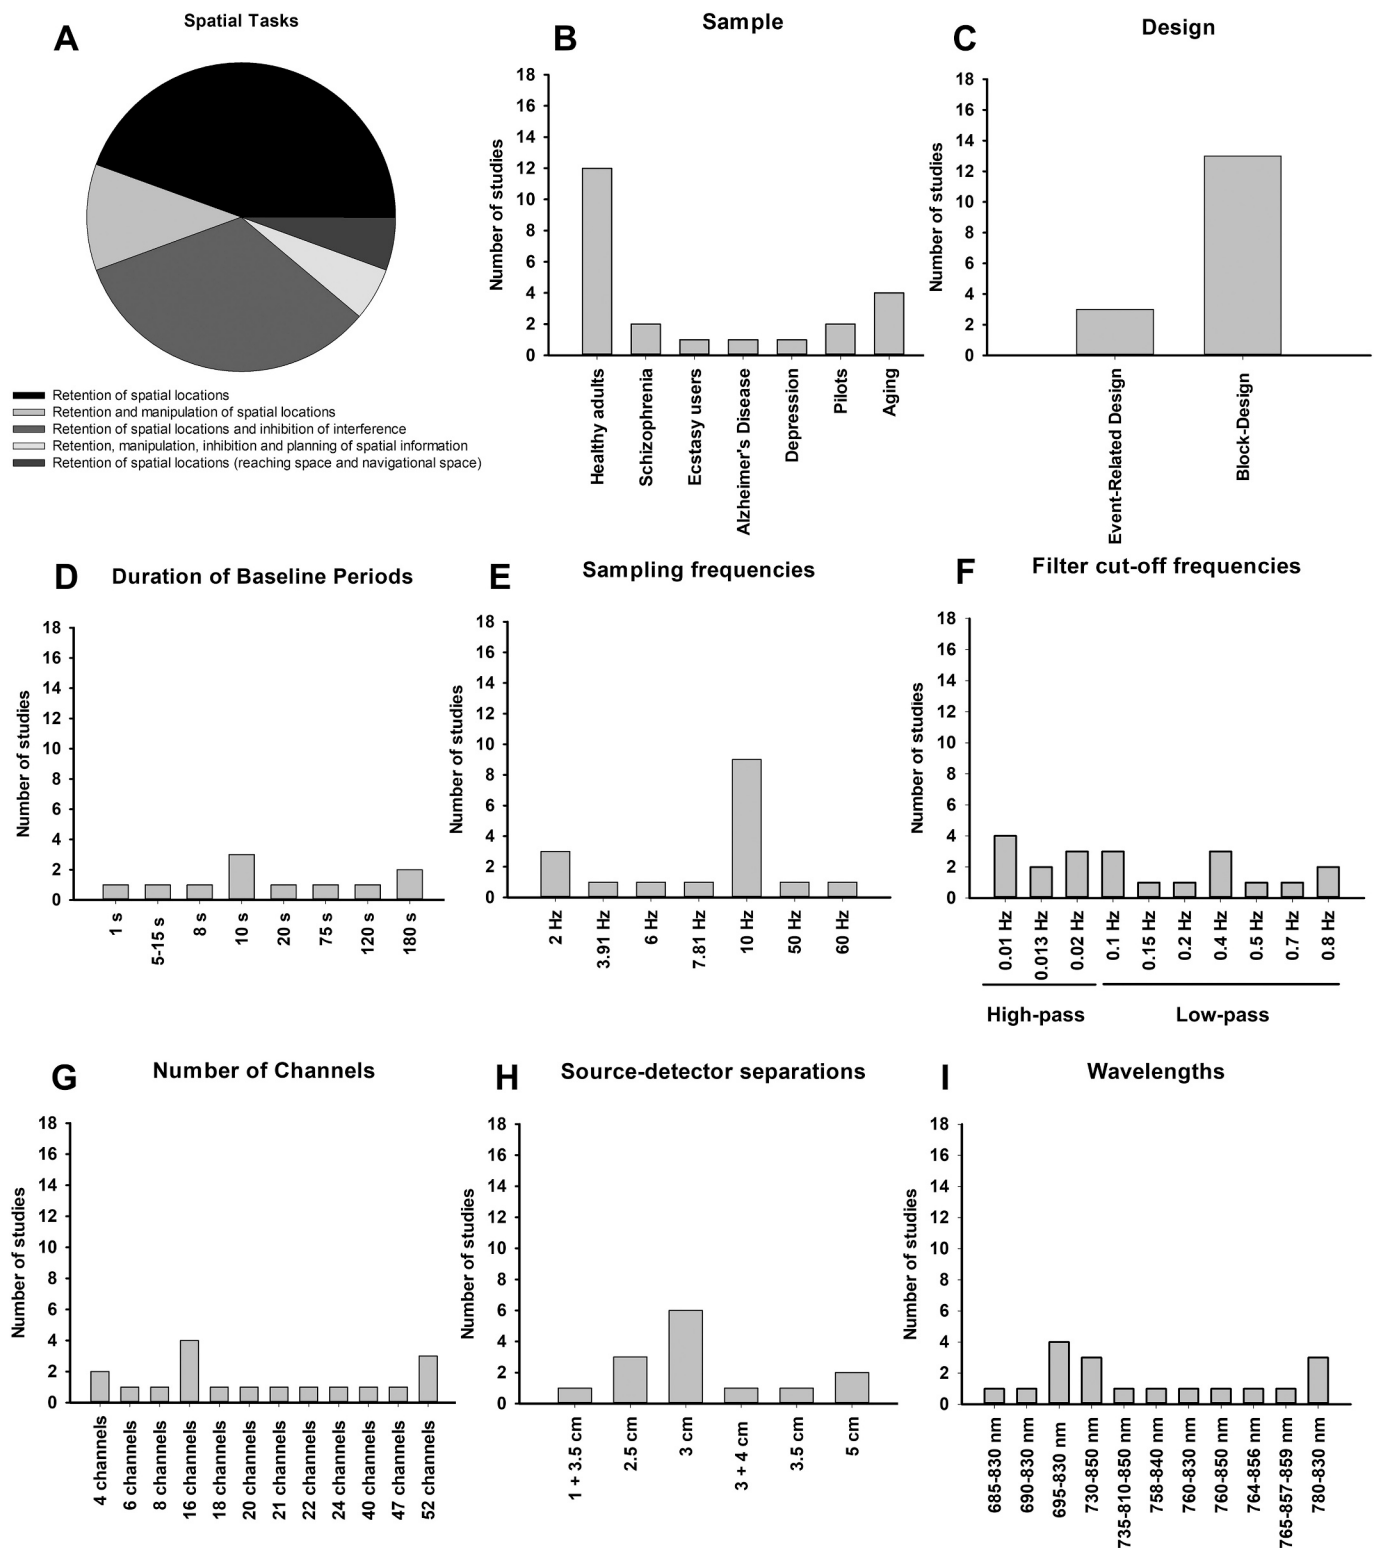 A
Spatial Tasks
Retention of spatial locations
Retention and manipulation of spatial locations
Retention of spatial locations and inhibition of interference
Retention, manipulation, inhibition and planning of spatial information
Retention of spatial locations (reaching space and navigational space)
B
Sample
Number of studies
18
16
14
12
10
8
6
4
2
0
Healthy adults
Schizophrenia
Ecstasy users
Alzheimer's Disease
Depression
Pilots
Aging
C
Design
Number of studies
18
16
14
12
10
8
6
4
2
0
Event-Related Design
Block-Design
D
Duration of Baseline Periods
Number of studies
18
16
14
12
10
8
6
4
2
0
1 s
5-15 s
8 s
10 s
20 s
75 s
120 s
180 s
E
Sampling frequencies
Number of studies
18
16
14
12
10
8
6
4
2
0
2 Hz
3.91 Hz
6 Hz
7.81 Hz
10 Hz
50 Hz
60 Hz
F
Filter cut-off frequencies
Number of studies
18
16
14
12
10
8
6
4
2
0
0.01 Hz
0.013 Hz
0.02 Hz
0.1 Hz
0.15 Hz
0.2 Hz
0.4 Hz
0.5 Hz
0.7 Hz
0.8 Hz
High-pass
Low-pass
G
Number of Channels
Number of studies
18
16
14
12
10
8
6
4
2
0
4 channels
6 channels
8 channels
16 channels
18 channels
20 channels
21 channels
22 channels
24 channels
40 channels
47 channels
52 channels
H
Source-detector separations
Number of studies
18
16
14
12
10
8
6
4
2
0
1 + 3.5 cm
2.5 cm
3 cm
3 + 4 cm
3.5 cm
5 cm
I
Wavelengths
Number of studies
18
16
14
12
10
8
6
4
2
0
685-830 nm
690-830 nm
695-830 nm
730-850 nm
735-810-850 nm
758-840 nm
760-830 nm
760-850 nm
764-856 nm
765-857-859 nm
780-830 nm